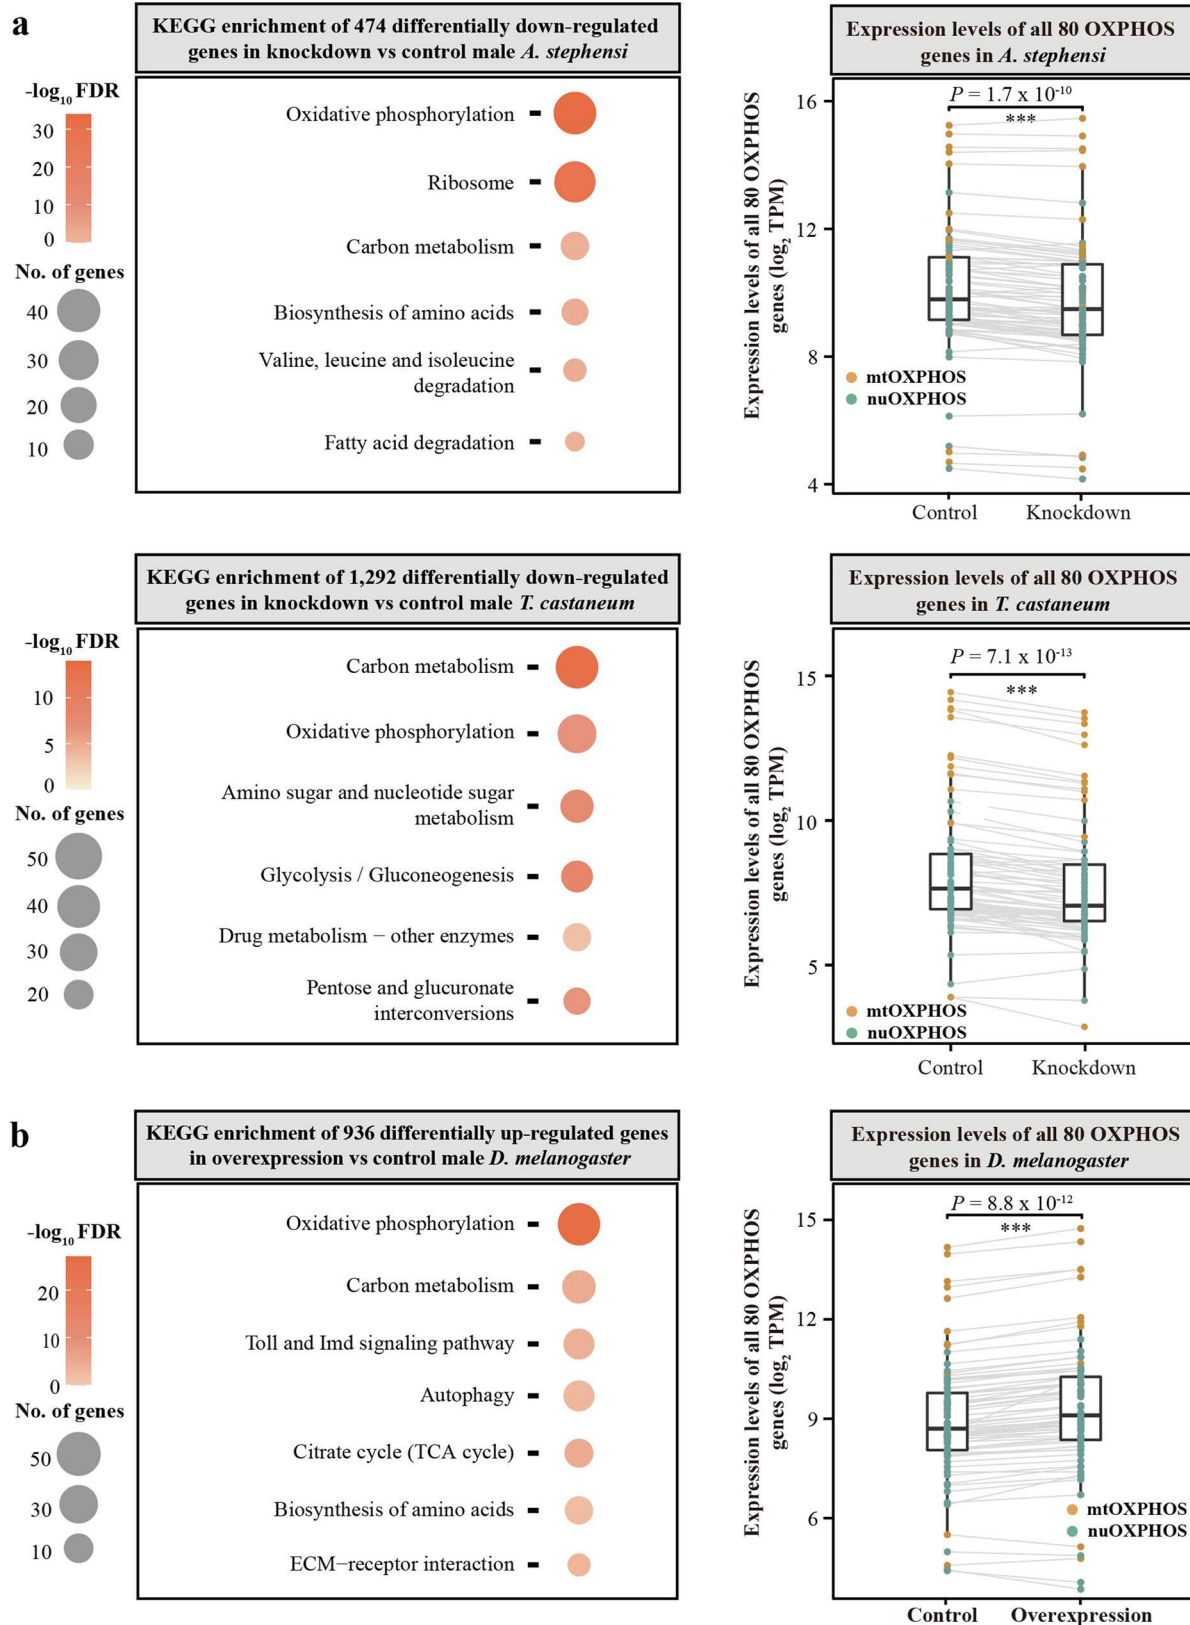 a
KEGG enrichment of 474 differentially down-regulated
genes in knockdown vs control male A. stephensi
-log10 FDR
30
20
10
0
No. of genes
40
30
20
10
Oxidative phosphorylation
Ribosome
Carbon metabolism
Biosynthesis of amino acids
Valine, leucine and isoleucine
degradation
Fatty acid degradation
Expression levels of all 80 OXPHOS
genes in A. stephensi
Expression levels of all 80 OXPHOS
genes (log2 TPM)
P = 1.7 x 10-10
***
16
12
8
4
mtOXPHOS
nuOXPHOS
Control
Knockdown
KEGG enrichment of 1,292 differentially down-regulated
genes in knockdown vs control male T. castaneum
-log10 FDR
10
5
0
No. of genes
50
40
30
20
Carbon metabolism
Oxidative phosphorylation
Amino sugar and nucleotide sugar
metabolism
Glycolysis / Gluconeogenesis
Drug metabolism − other enzymes
Pentose and glucuronate
interconversions
Expression levels of all 80 OXPHOS
genes in T. castaneum
Expression levels of all 80 OXPHOS
genes (log2 TPM)
P = 7.1 x 10-13
***
15
10
5
mtOXPHOS
nuOXPHOS
Control
Knockdown
b
KEGG enrichment of 936 differentially up-regulated genes
in overexpression vs control male D. melanogaster
-log10 FDR
20
10
0
No. of genes
50
30
10
Oxidative phosphorylation
Carbon metabolism
Toll and Imd signaling pathway
Autophagy
Citrate cycle (TCA cycle)
Biosynthesis of amino acids
ECM−receptor interaction
Expression levels of all 80 OXPHOS
genes in D. melanogaster
Expression levels of all 80 OXPHOS
genes (log2 TPM)
P = 8.8 x 10-12
***
15
12
9
6
mtOXPHOS
nuOXPHOS
Control
Overexpression